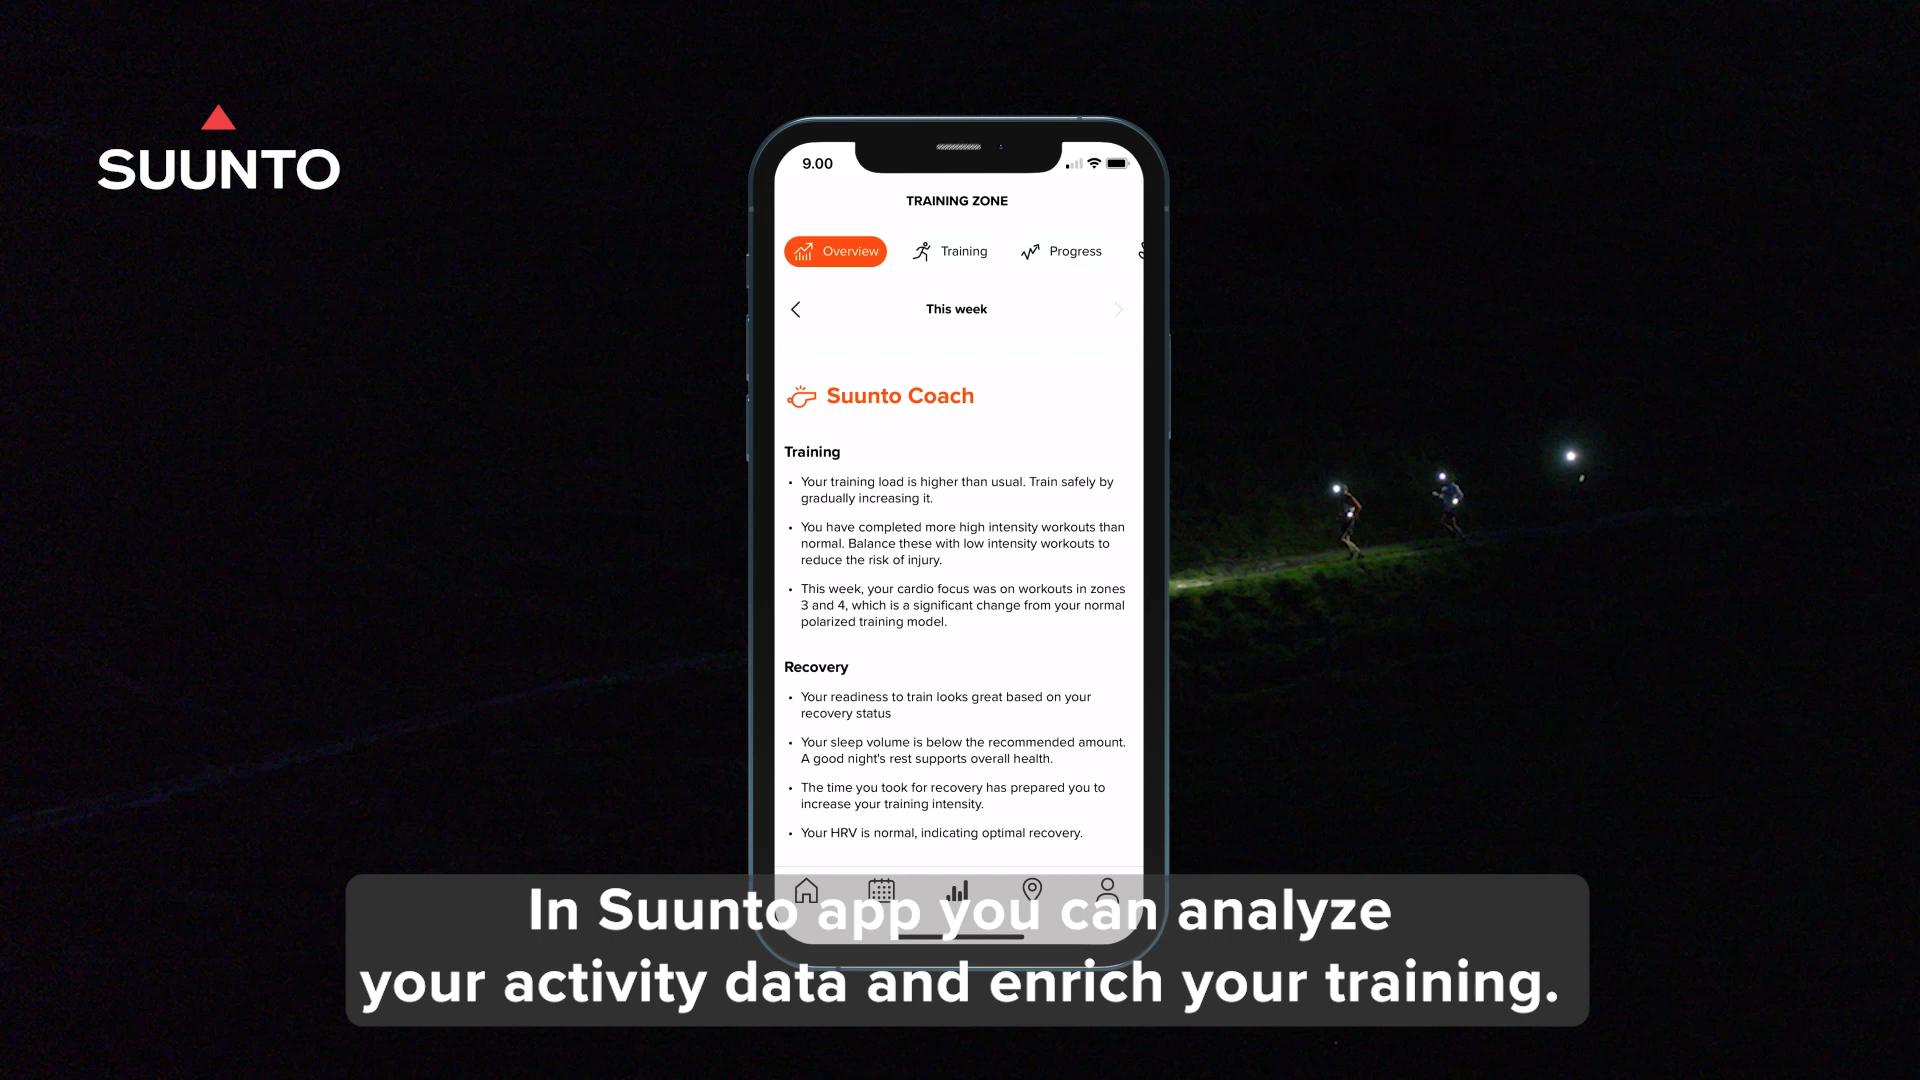 SUUNTO
9.00
TRAINING ZONE
Overview Training Progress
This week
Suunto Coach
Training
• Your training load is higher than usual. Train safely by
gradually increasing it.
• You have completed more high intensity workouts than
normal. Balance these with low intensity workouts to
reduce the risk of injury.
• This week, your cardio focus was on workouts in zones
3 and 4, which is a significant change from your normal
polarized training model.
Recovery
• Your readiness to train looks great based on your
recovery status
• Your sleep volume is below the recommended amount.
A good night's rest supports overall health.
• The time you took for recovery has prepared you to
increase your training intensity.
• Your HRV is normal, indicating optimal recovery.
In Suunto app you can analyze
your activity data and enrich your training.